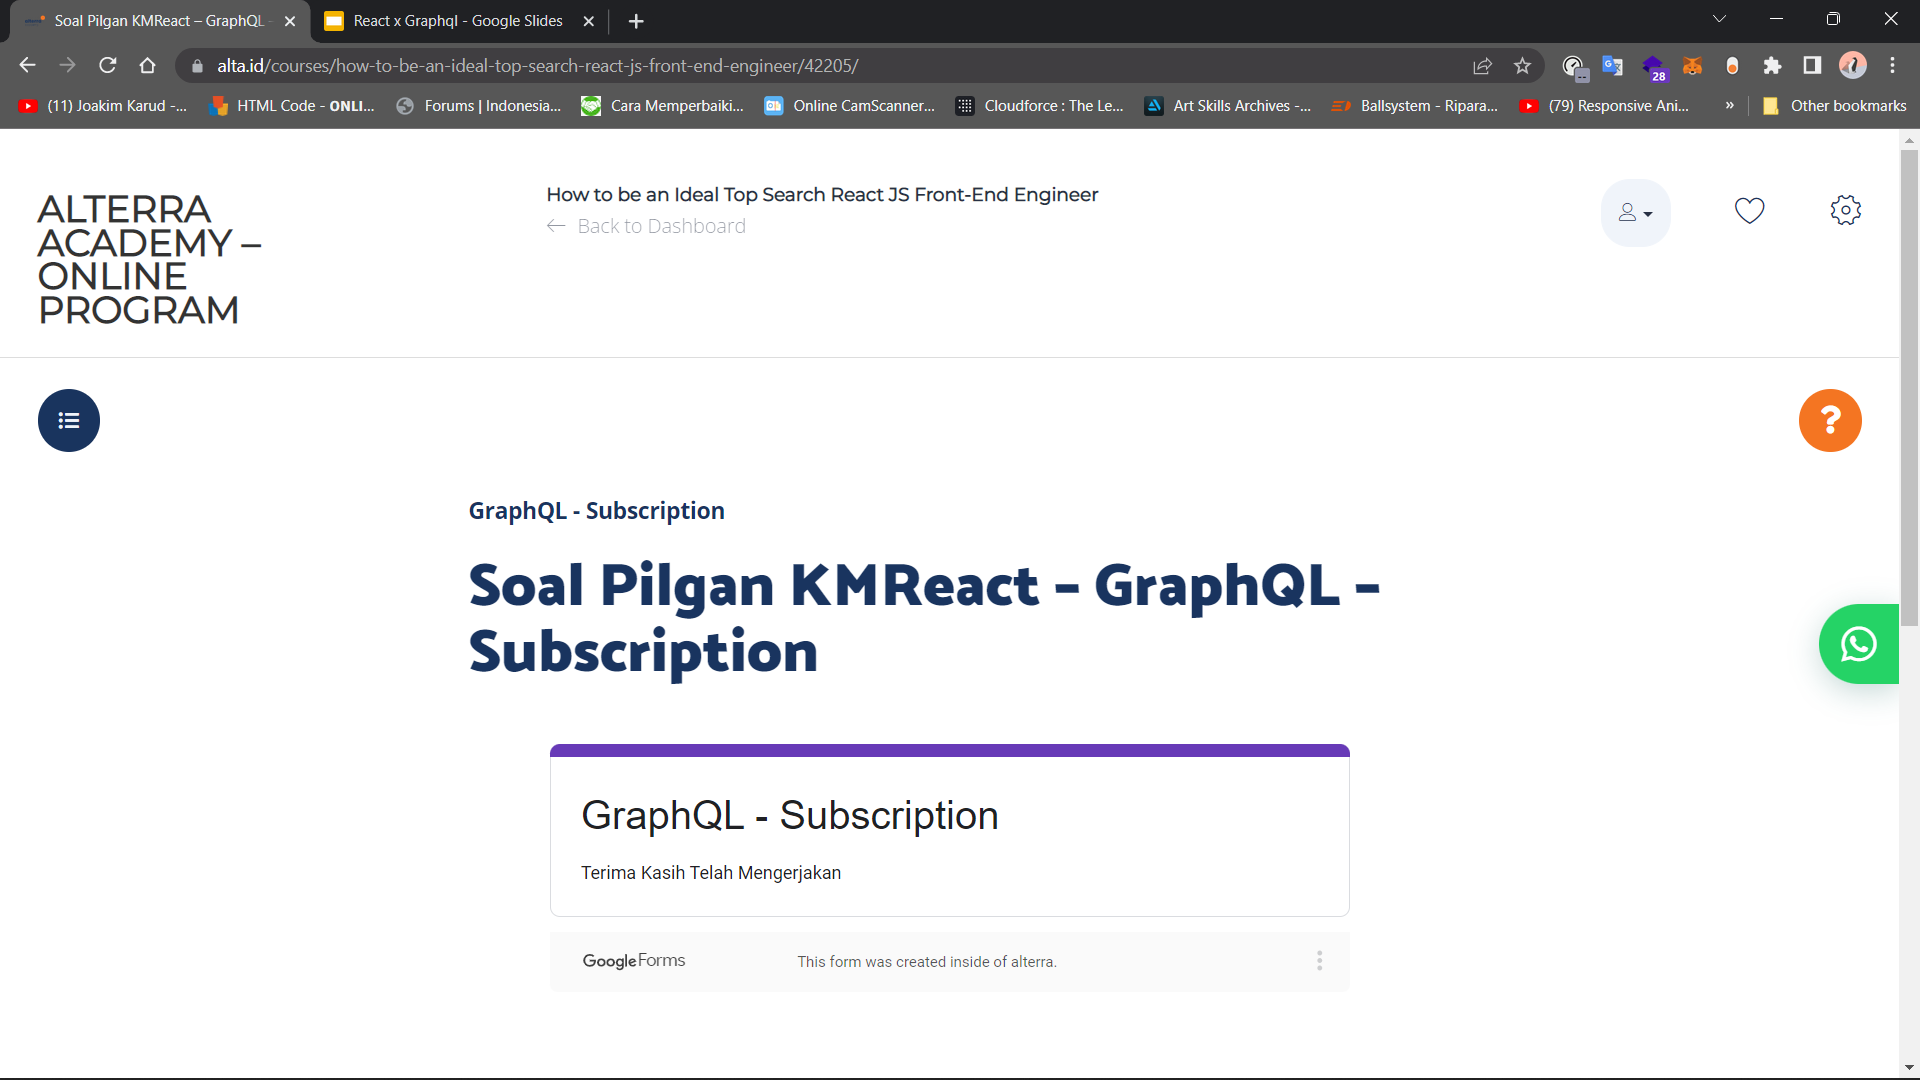 Soal Pilgan KMReact – GraphQL -
React x Graphql - Google Slides
alta.id/courses/how-to-be-an-ideal-top-search-react-js-front-end-engineer/42205/
28
(11) Joakim Karud -...
HTML Code - ONLI...
Forums | Indonesia...
Cara Memperbaiki...
Online CamScanner...
Cloudforce : The Le...
Art Skills Archives -...
Ballsystem - Ripara...
(79) Responsive Ani...
»
Other bookmarks
ALTERRA
ACADEMY –
ONLINE
PROGRAM
How to be an Ideal Top Search React JS Front-End Engineer
← Back to Dashboard
?
GraphQL - Subscription
Soal Pilgan KMReact – GraphQL –
Subscription
GraphQL - Subscription
Terima Kasih Telah Mengerjakan
Google Forms
This form was created inside of alterra.